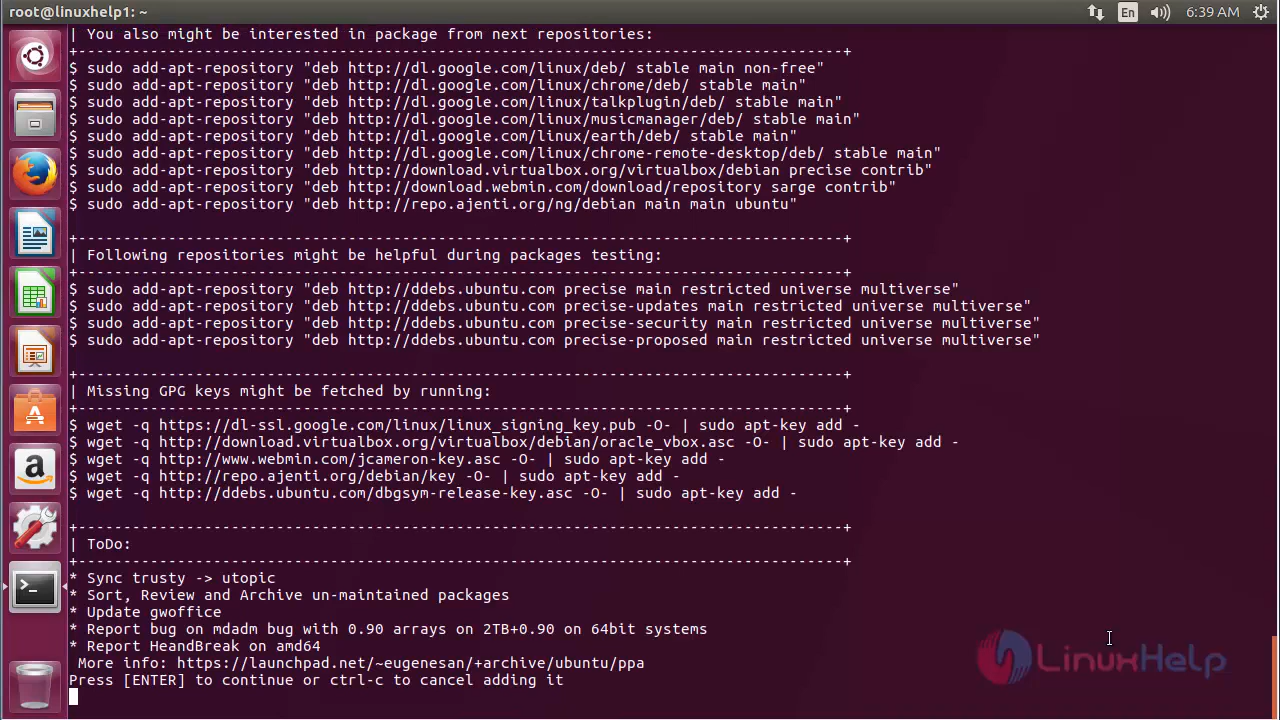 root@linuxhelp1: ~
En
6:39 AM
| You also might be interested in package from next repositories:
+--------------------------------------------------------------------------------------+
$ sudo add-apt-repository "deb http://dl.google.com/linux/deb/ stable main non-free"
$ sudo add-apt-repository "deb http://dl.google.com/linux/chrome/deb/ stable main"
$ sudo add-apt-repository "deb http://dl.google.com/linux/talkplugin/deb/ stable main"
$ sudo add-apt-repository "deb http://dl.google.com/linux/musicmanager/deb/ stable main"
$ sudo add-apt-repository "deb http://dl.google.com/linux/earth/deb/ stable main"
$ sudo add-apt-repository "deb http://dl.google.com/linux/chrome-remote-desktop/deb/ stable main"
$ sudo add-apt-repository "deb http://download.virtualbox.org/virtualbox/debian precise contrib"
$ sudo add-apt-repository "deb http://download.webmin.com/download/repository sarge contrib"
$ sudo add-apt-repository "deb http://repo.ajenti.org/ng/debian main main ubuntu"
+--------------------------------------------------------------------------------------+
| Following repositories might be helpful during packages testing:
+--------------------------------------------------------------------------------------+
$ sudo add-apt-repository "deb http://ddebs.ubuntu.com precise main restricted universe multiverse"
$ sudo add-apt-repository "deb http://ddebs.ubuntu.com precise-updates main restricted universe multiverse"
$ sudo add-apt-repository "deb http://ddebs.ubuntu.com precise-security main restricted universe multiverse"
$ sudo add-apt-repository "deb http://ddebs.ubuntu.com precise-proposed main restricted universe multiverse"
+--------------------------------------------------------------------------------------+
| Missing GPG keys might be fetched by running:
+--------------------------------------------------------------------------------------+
$ wget -q https://dl-ssl.google.com/linux/linux_signing_key.pub -O- | sudo apt-key add -
$ wget -q http://download.virtualbox.org/virtualbox/debian/oracle_vbox.asc -O- | sudo apt-key add -
$ wget -q http://www.webmin.com/jcameron-key.asc -O- | sudo apt-key add -
$ wget -q http://repo.ajenti.org/debian/key -O- | sudo apt-key add -
$ wget -q http://ddebs.ubuntu.com/dbgsym-release-key.asc -O- | sudo apt-key add -
+--------------------------------------------------------------------------------------+
| ToDo:
+--------------------------------------------------------------------------------------+
* Sync trusty -> utopic
* Sort, Review and Archive un-maintained packages
* Update gwoffice
* Report bug on mdadm bug with 0.90 arrays on 2TB+0.90 on 64bit systems
* Report HeandBreak on amd64
More info: https://launchpad.net/~eugenesan/+archive/ubuntu/ppa
Press [ENTER] to continue or ctrl-c to cancel adding it
LinuxHelp